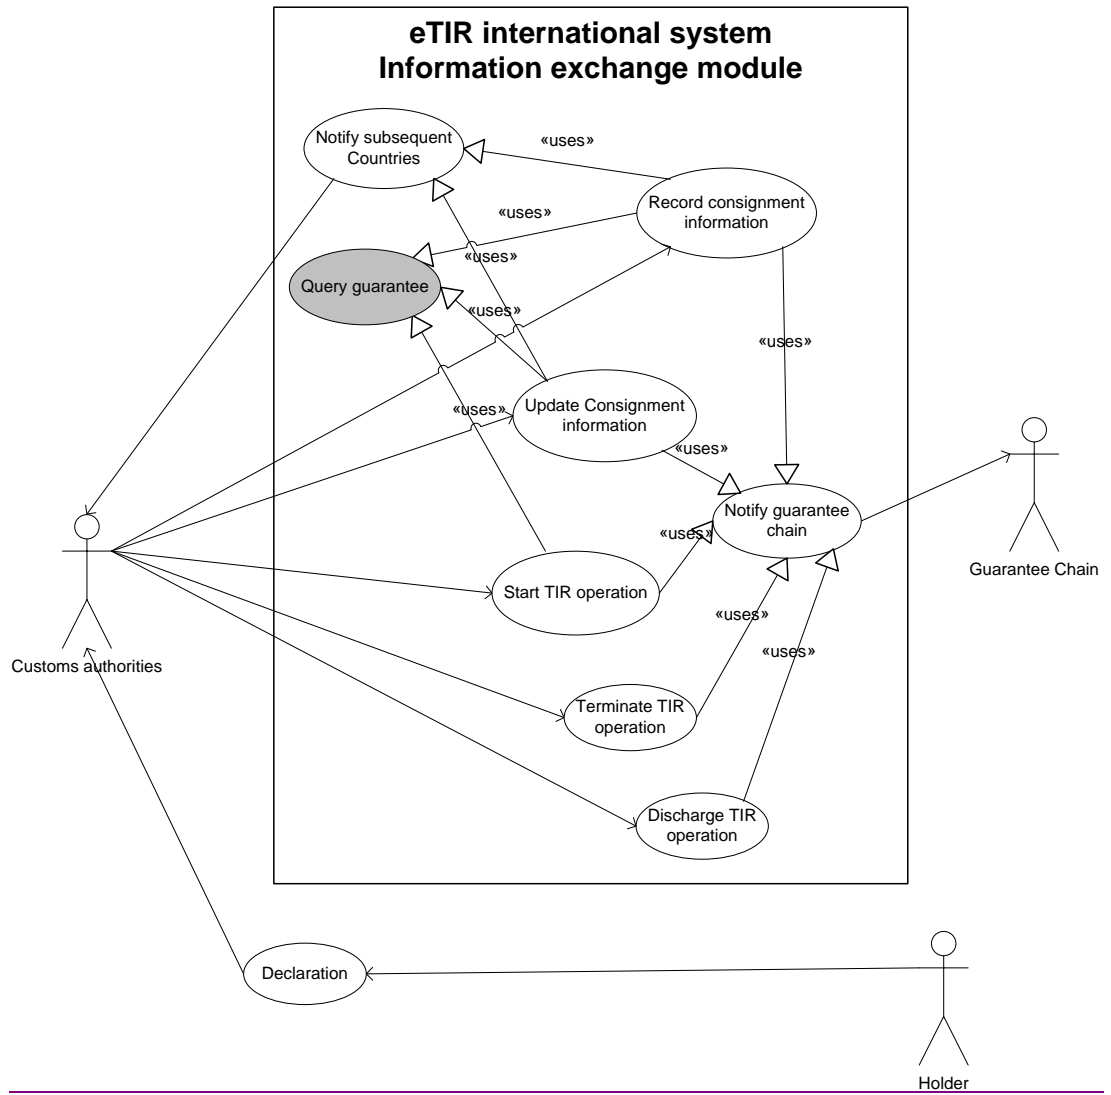 eTIR international system
Information exchange module
Notify subsequent
Countries
«uses»
Record consignment
information
«uses»
«uses»
Query guarantee
«uses»
«uses»
Update Consignment
information
«uses»
«uses»
Notify guarantee
chain
«uses»
Guarantee Chain
Start TIR operation
«uses»
«uses»
Customs authorities
Terminate TIR
operation
Discharge TIR
operation
Declaration
Holder